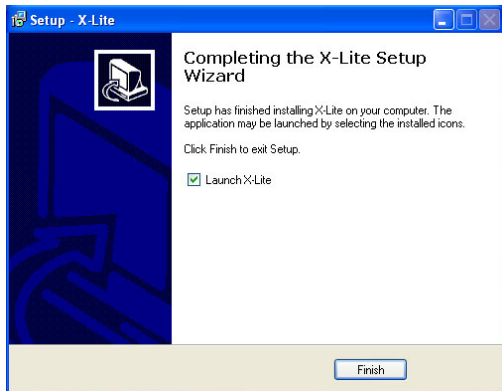 Setup - X-Lite
Completing the X-Lite Setup
Wizard
Setup has finished installing X-Lite on your computer. The
application may be launched by selecting the installed icons.
Click Finish to exit Setup.
Launch X-Lite
Finish